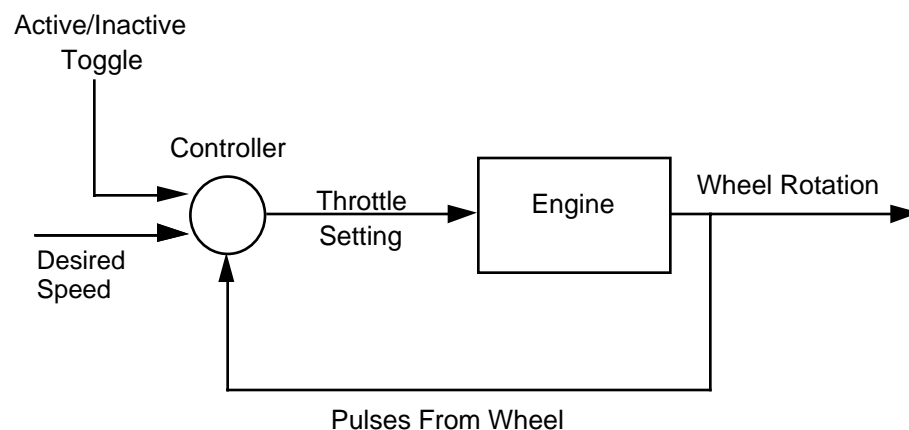 Active/Inactive
Toggle
Controller
Throttle
Setting
Engine
Wheel Rotation
Desired
Speed
Pulses From Wheel